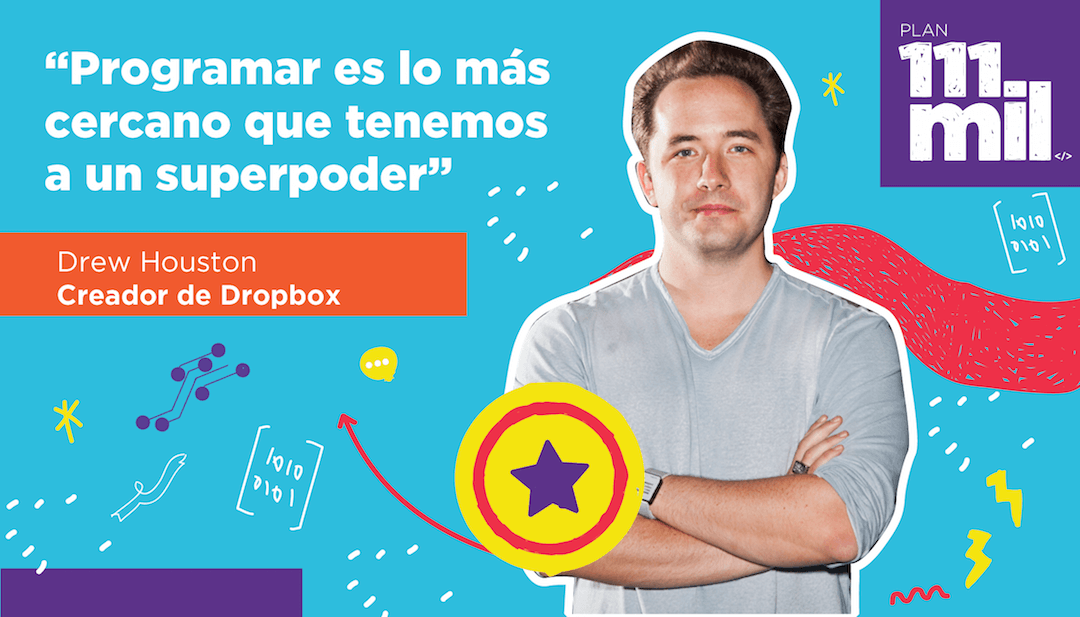 “Programar es lo más
cercano que tenemos
a un superpoder”
Drew Houston
Creador de Dropbox
PLAN
111.
mil
</>
1010
0101
1010
0101